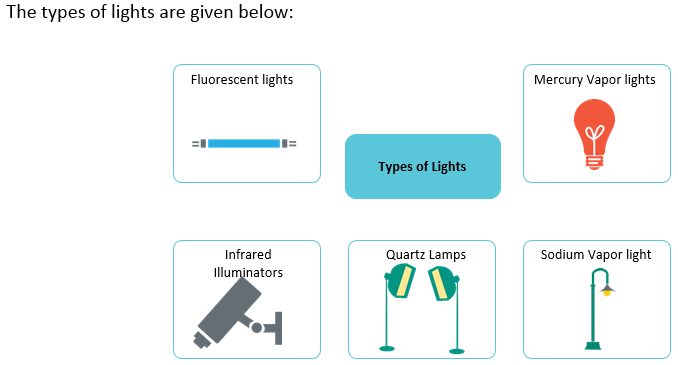 The types of lights are given below:
Fluorescent lights
Mercury Vapor lights
Types of Lights
Infrared
Illuminators
Quartz Lamps
Sodium Vapor light